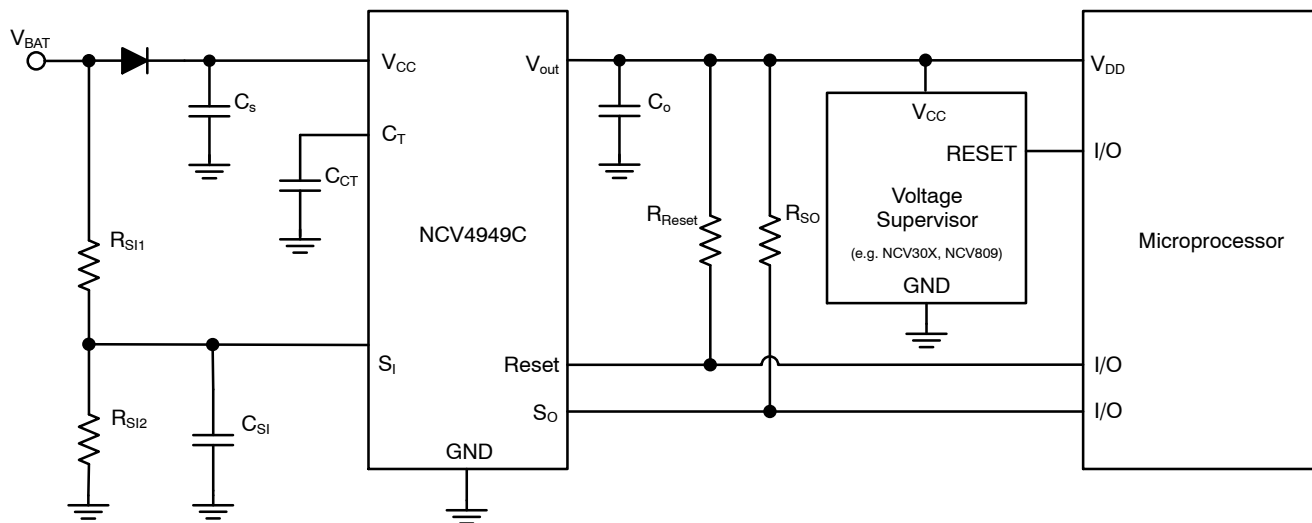 V_BAT
V_CC
V_out
V_DD
C_s
C_o
V_CC
C_T
RESET
I/O
C_CT
Voltage
Supervisor
R_Reset
R_SO
R_SI1
NCV4949C
Microprocessor
(e.g. NCV30X, NCV809)
GND
S_I
Reset
I/O
R_SI2
C_SI
S_O
I/O
GND